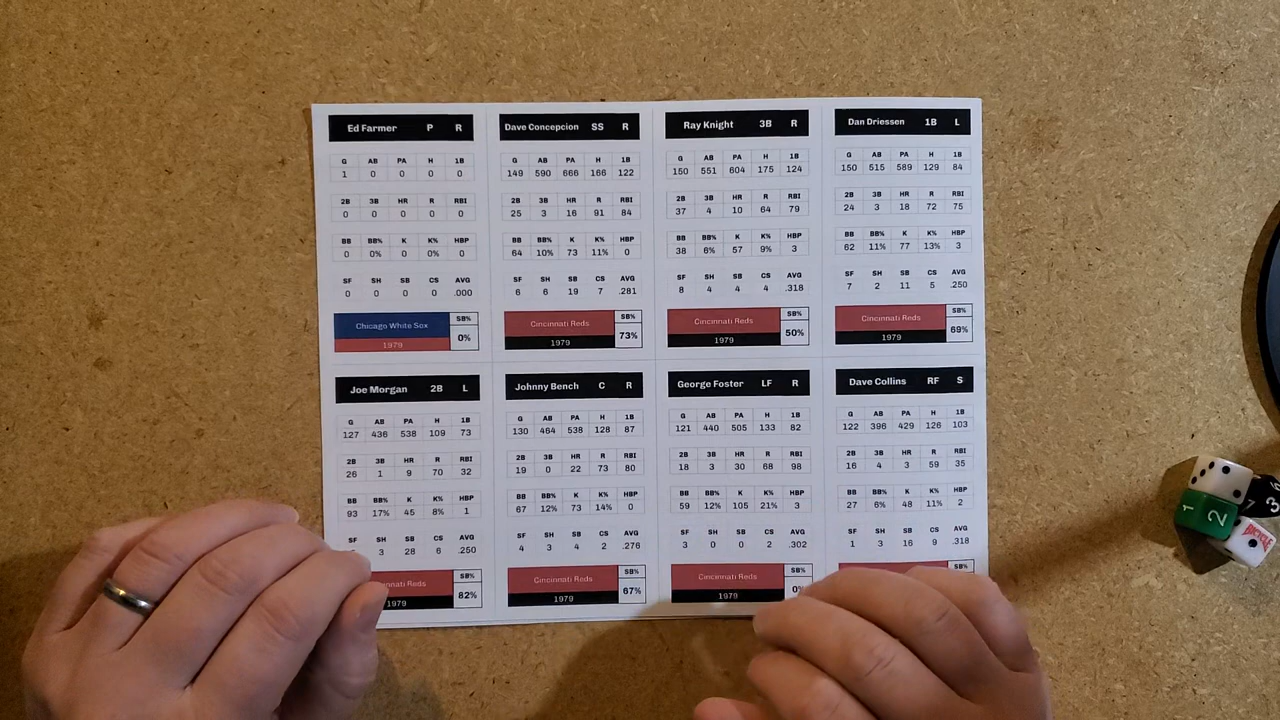 Ed Farmer P R
G AB PA H 1B
1 0 0 0 0
2B 3B HR R RBI
0 0 0 0 0
BB BB% K K% HBP
0 0% 0 0% 0
SF SH SB CS AVG
0 0 0 0 .000
Chicago White Sox SB%
1979 0%
Dave Concepcion SS R
G AB PA H 1B
149 590 666 166 122
2B 3B HR R RBI
25 3 16 91 84
BB BB% K K% HBP
64 10% 73 11% 0
SF SH SB CS AVG
6 6 19 7 .281
Cincinnati Reds SB%
1979 73%
Ray Knight 3B R
G AB PA H 1B
150 551 604 175 124
2B 3B HR R RBI
37 4 10 64 79
BB BB% K K% HBP
38 6% 57 9% 3
SF SH SB CS AVG
8 4 4 4 .318
Cincinnati Reds SB%
1979 50%
Dan Driessen 1B L
G AB PA H 1B
150 515 589 129 84
2B 3B HR R RBI
24 3 18 72 75
BB BB% K K% HBP
62 11% 77 13% 3
SF SH SB CS AVG
7 2 11 5 .250
Cincinnati Reds SB%
1979 69%
Joe Morgan 2B L
G AB PA H 1B
127 436 538 109 73
2B 3B HR R RBI
26 1 9 70 32
BB BB% K K% HBP
93 17% 45 8% 1
SF SH SB CS AVG
3 28 6 .250
Reds SB%
1979 82%
Johnny Bench C R
G AB PA H 1B
130 464 538 128 87
2B 3B HR R RBI
19 0 22 73 80
BB BB% K K% HBP
67 12% 73 14% 0
SF SH SB CS AVG
4 3 4 2 .276
Cincinnati Reds SB%
1979 67%
George Foster LF R
G AB PA H 1B
121 440 505 133 82
2B 3B HR R RBI
18 3 30 68 98
BB BB% K K% HBP
59 12% 105 21% 3
SF SH SB CS AVG
3 0 0 2 .302
Cincinnati Reds SB%
1979 0%
Dave Collins RF S
G AB PA H 1B
122 396 429 126 103
2B 3B HR R RBI
16 4 3 59 35
BB BB% K K% HBP
27 6% 48 11% 2
SF SH SB CS AVG
1 3 16 9 .318
SB%
1 2
3
BICYCLE